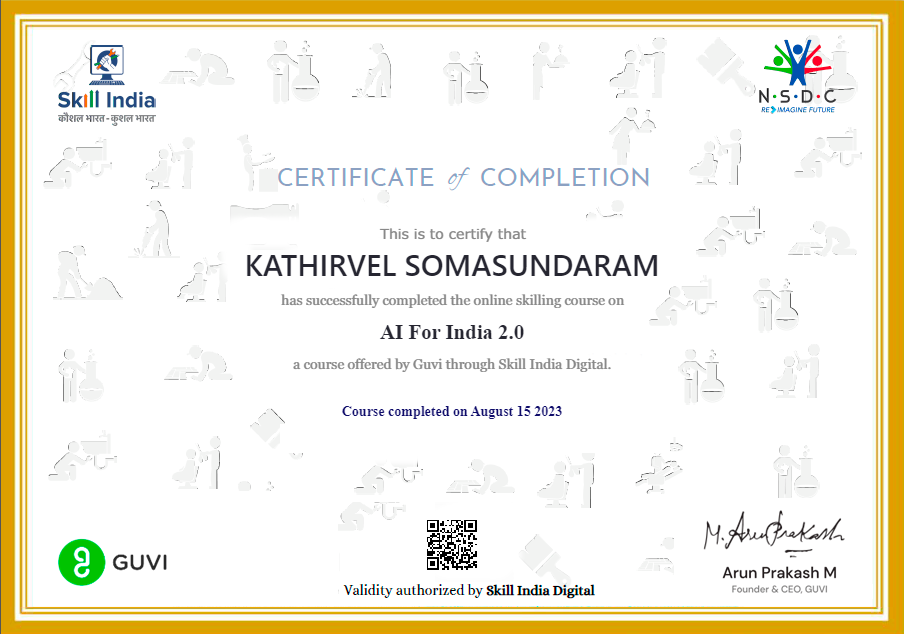 Skill India
कौशल भारत - कुशल भारत
N·S·D·C
RE IMAGINE FUTURE
CERTIFICATE of COMPLETION
This is to certify that
KATHIRVEL SOMASUNDARAM
has successfully completed the online skilling course on
AI For India 2.0
a course offered by Guvi through Skill India Digital.
Course completed on August 15 2023
GUVI
Validity authorized by Skill India Digital
M. Arun Prakash
Arun Prakash M
Founder & CEO, GUVI